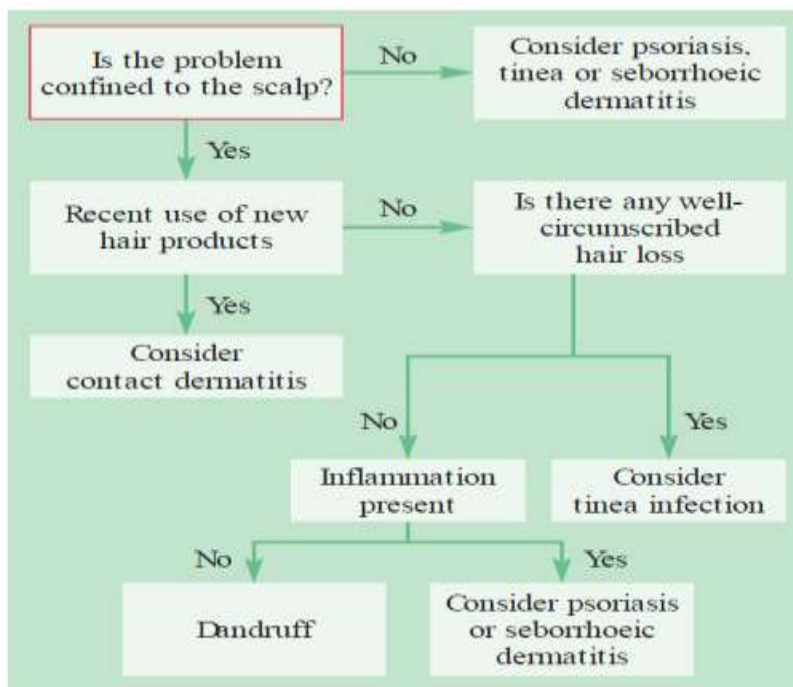 Is the problem
confined to the scalp?
No
Consider psoriasis,
tinea or seborrhoeic
dermatitis
Yes
Recent use of new
hair products
No
Is there any well-
circumscribed
hair loss
Yes
Consider
contact dermatitis
No
Yes
Inflammation
present
Consider
tinea infection
No
Yes
Dandruff
Consider psoriasis
or seborrhoeic
dermatitis